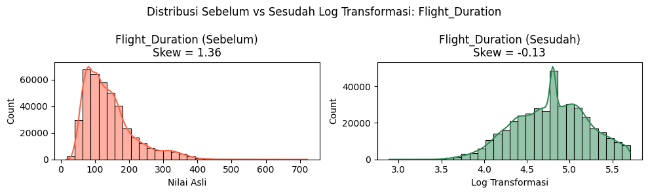 Distribusi Sebelum vs Sesudah Log Transformasi: Flight_Duration
Flight_Duration (Sebelum)
Skew = 1.36
Count
60000
40000
20000
0
0 100 200 300 400 500 600 700
Nilai Asli
Flight_Duration (Sesudah)
Skew = -0.13
Count
40000
20000
0
3.0 3.5 4.0 4.5 5.0 5.5
Log Transformasi